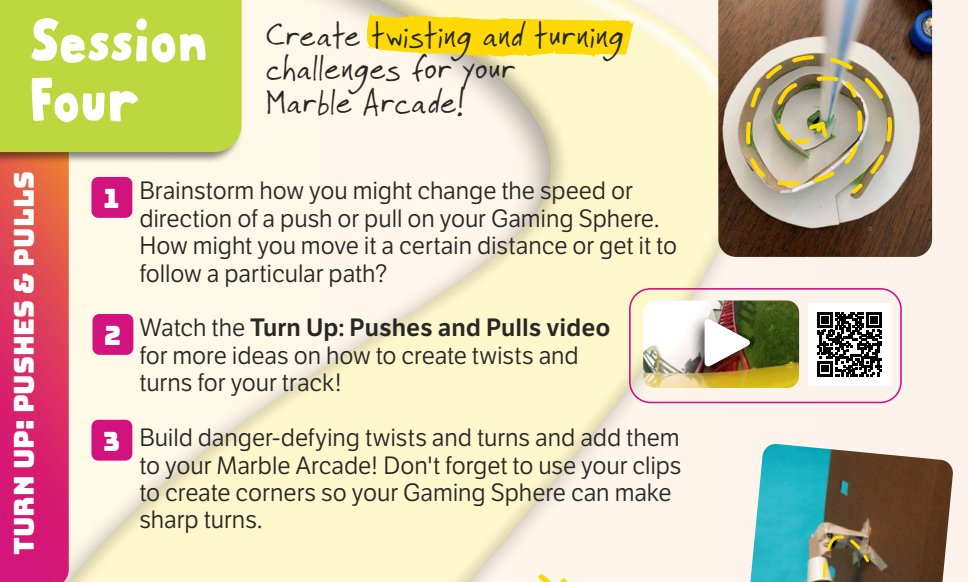 Session
Four
Create twisting and turning
challenges for your
Marble Arcade!
TURN UP: PUSHES & PULLS
1 Brainstorm how you might change the speed or
direction of a push or pull on your Gaming Sphere.
How might you move it a certain distance or get it to
follow a particular path?
2 Watch the Turn Up: Pushes and Pulls video
for more ideas on how to create twists and
turns for your track!
3 Build danger-defying twists and turns and add them
to your Marble Arcade! Don't forget to use your clips
to create corners so your Gaming Sphere can make
sharp turns.